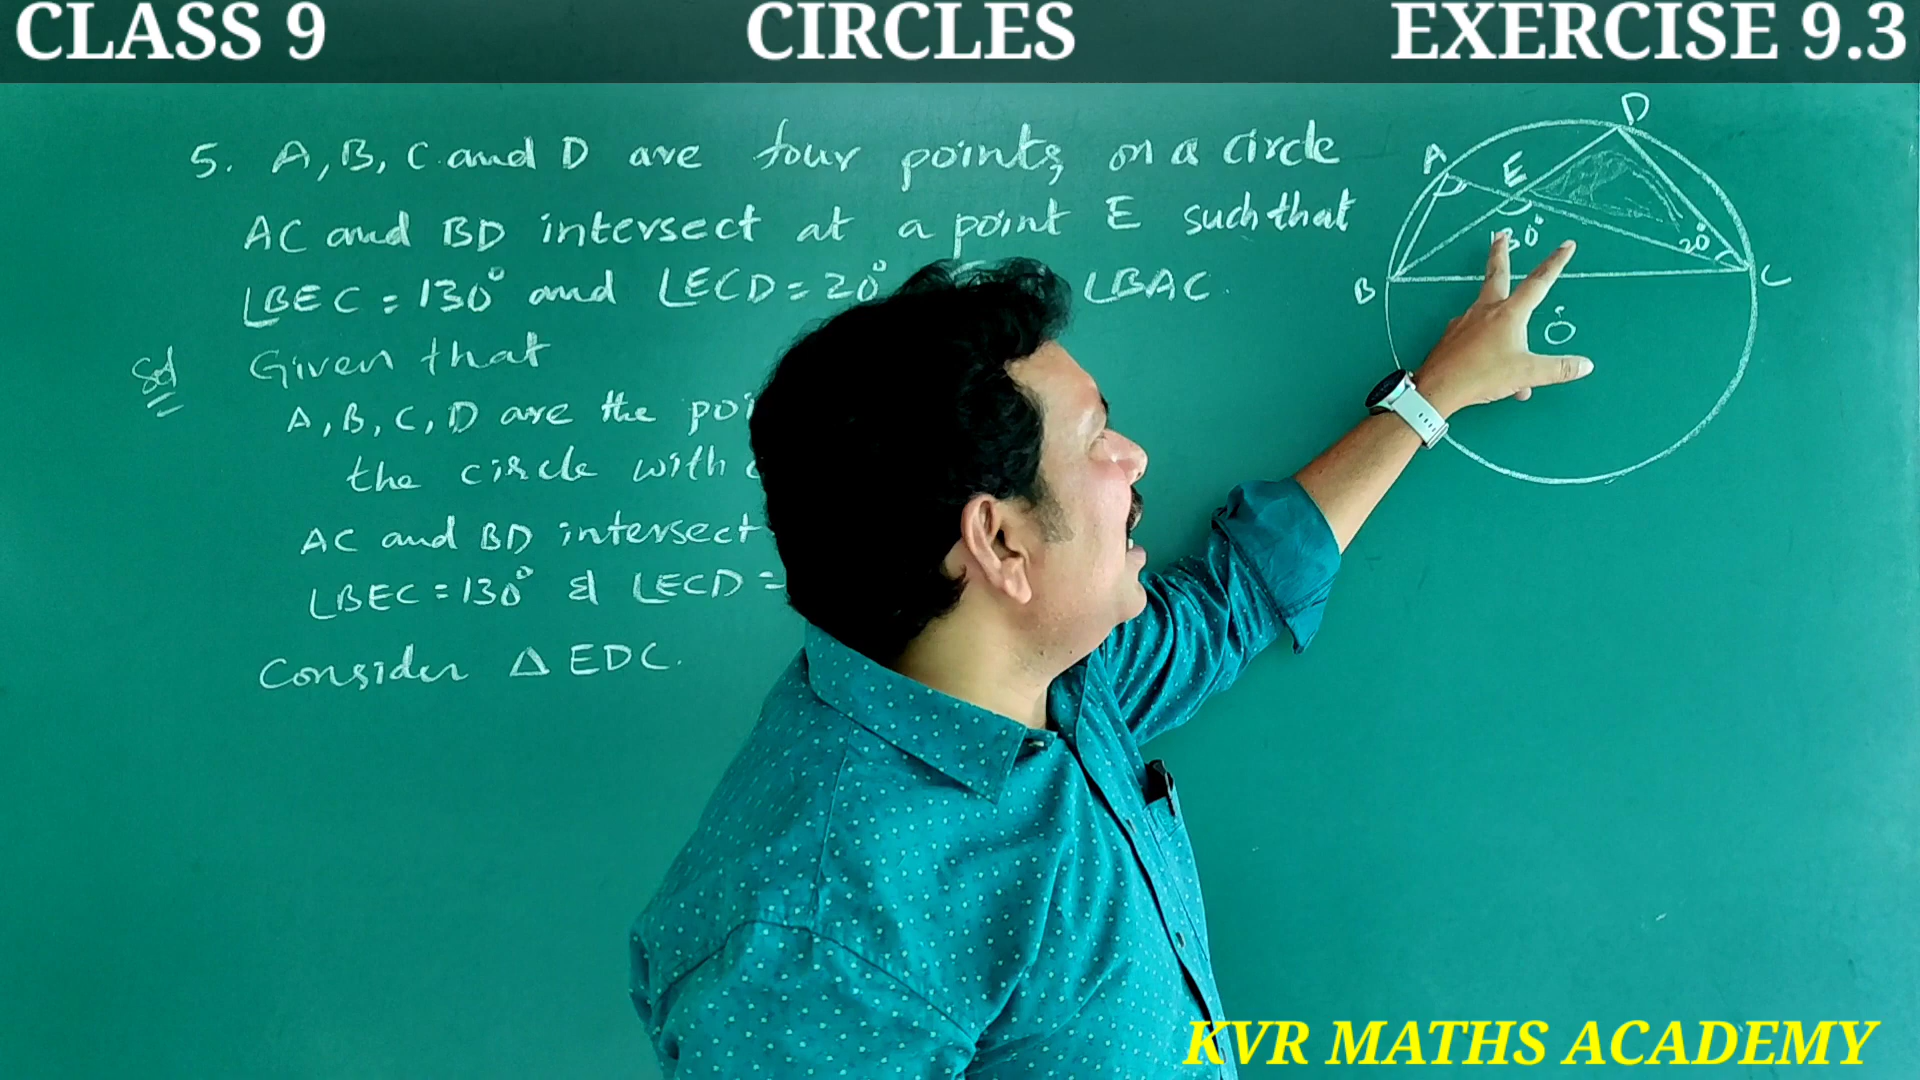 CLASS 9 CIRCLES EXERCISE 9.3
5. A, B, C and D are four points on a circle
AC and BD intersect at a point E such that
∠BEC = 130° and ∠ECD = 20° ∠BAC.
Sol Given that
A, B, C, D are the poi
the circle with
AC and BD intersect
∠BEC = 130° & ∠ECD =
Consider △ EDC.
D
A E
130° 20°
B C
O
KVR MATHS ACADEMY